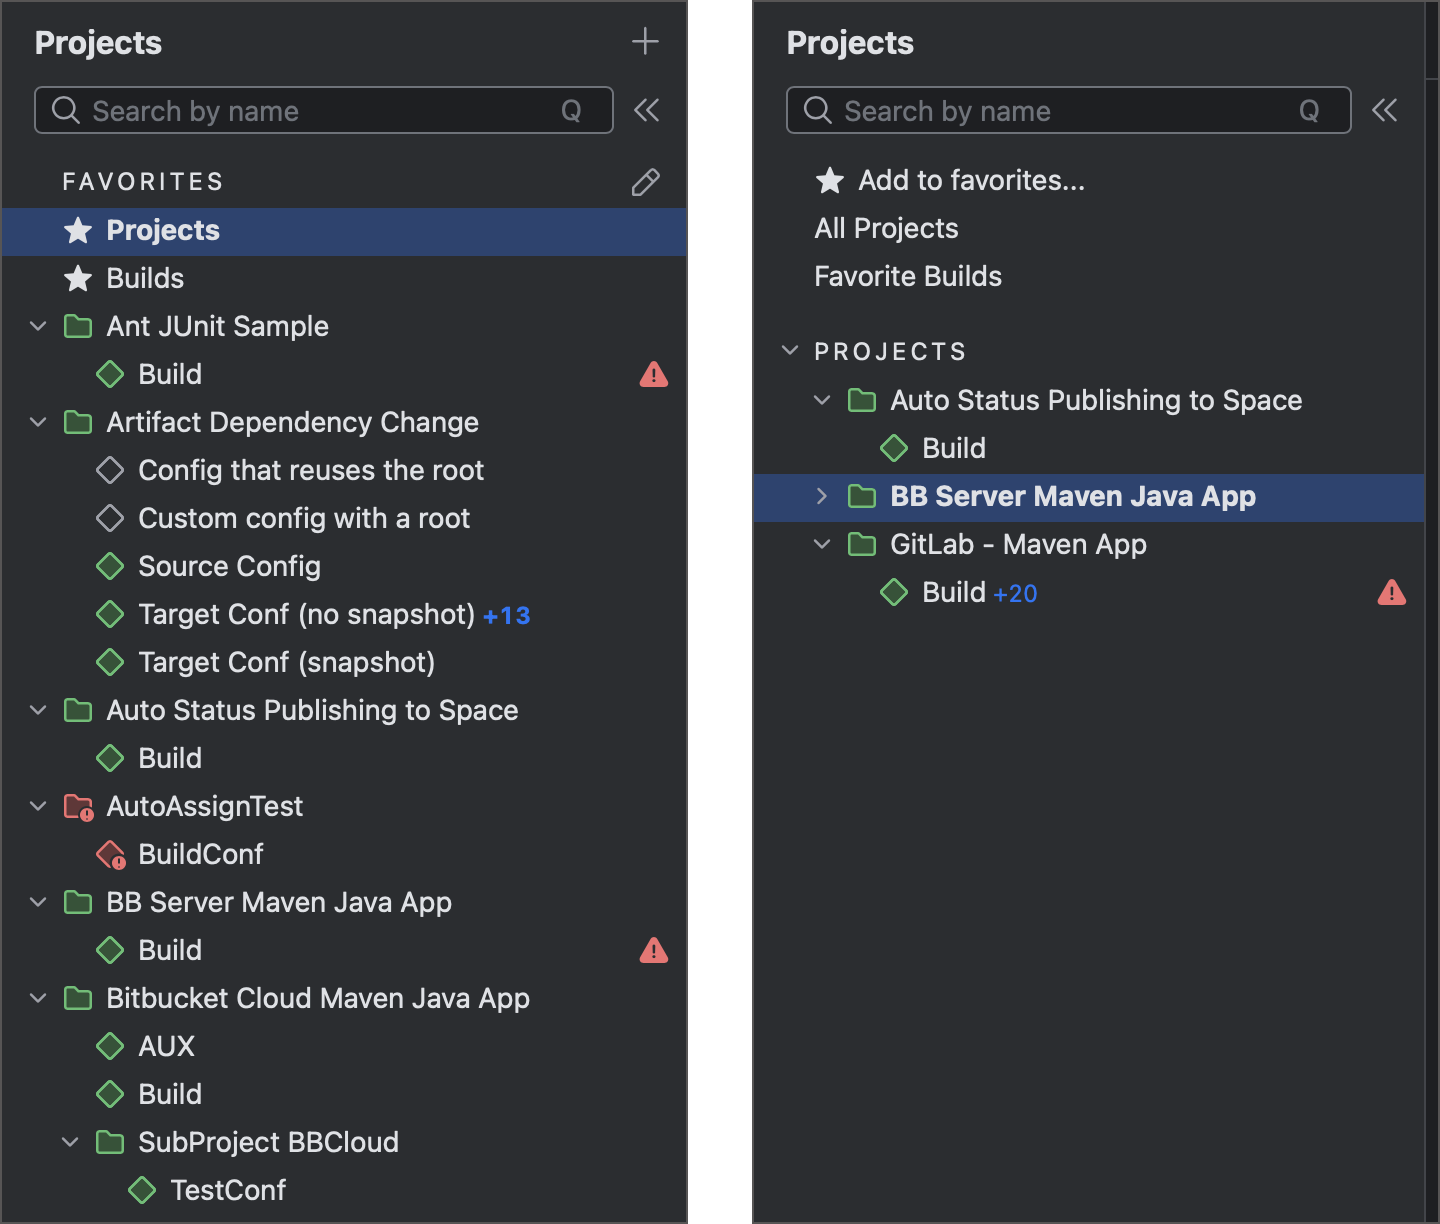 Projects
Search by name Q
FAVORITES
Projects
Builds
Ant JUnit Sample
Build
Artifact Dependency Change
Config that reuses the root
Custom config with a root
Source Config
Target Conf (no snapshot) +13
Target Conf (snapshot)
Auto Status Publishing to Space
Build
AutoAssignTest
BuildConf
BB Server Maven Java App
Build
Bitbucket Cloud Maven Java App
AUX
Build
SubProject BBCloud
TestConf
Projects
Search by name Q
Add to favorites...
All Projects
Favorite Builds
PROJECTS
Auto Status Publishing to Space
Build
BB Server Maven Java App
GitLab - Maven App
Build +20